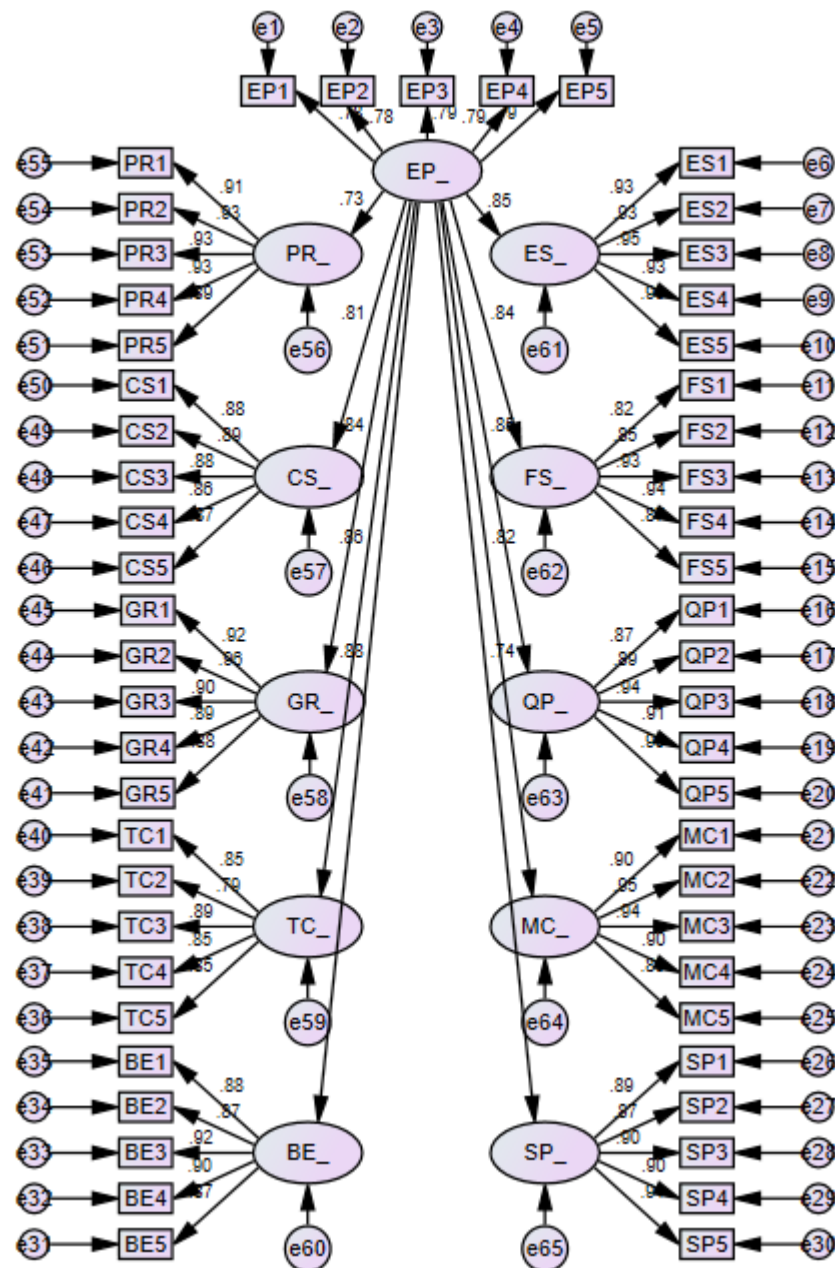 e1 e2 e3 e4 e5
EP1 EP2 EP3 EP4 EP5
.78 .79 .79
EP_
e55 PR1 ES1 e6
.91 .93
e54 PR2 ES2 e7
.93 .73 .85 .93
e53 PR3 PR_ ES_ ES3 e8
.93 .95
e52 PR4 ES4 e9
.93 .93
e51 PR5 e56 .81 .84 e61 ES5 e10
e50 CS1 FS1 e11
.88 .82
e49 CS2 .84 FS2 e12
.89 .85
e48 CS3 CS_ FS_ FS3 e13
.88 .93
e47 CS4 FS4 e14
.86 .94
e46 CS5 e57 .86 .82 e62 FS5 e15
e45 GR1 QP1 e16
.92 .87
e44 GR2 .88 .74 QP2 e17
.89
e43 GR3 GR_ QP_ QP3 e18
.90 .94
e42 GR4 QP4 e19
.89 .91
e41 GR5 e58 e63 QP5 e20
e40 TC1 MC1 e21
.85 .90
e39 TC2 MC2 e22
.79 .95
e38 TC3 TC_ MC_ MC3 e23
.89 .94
e37 TC4 MC4 e24
.85 .90
e36 TC5 e59 e64 MC5 e25
e35 BE1 SP1 e26
.88 .89
e34 BE2 SP2 e27
.87 .87
e33 BE3 BE_ SP_ SP3 e28
.92 .90
e32 BE4 SP4 e29
.90 .90
e31 BE5 e60 e65 SP5 e30